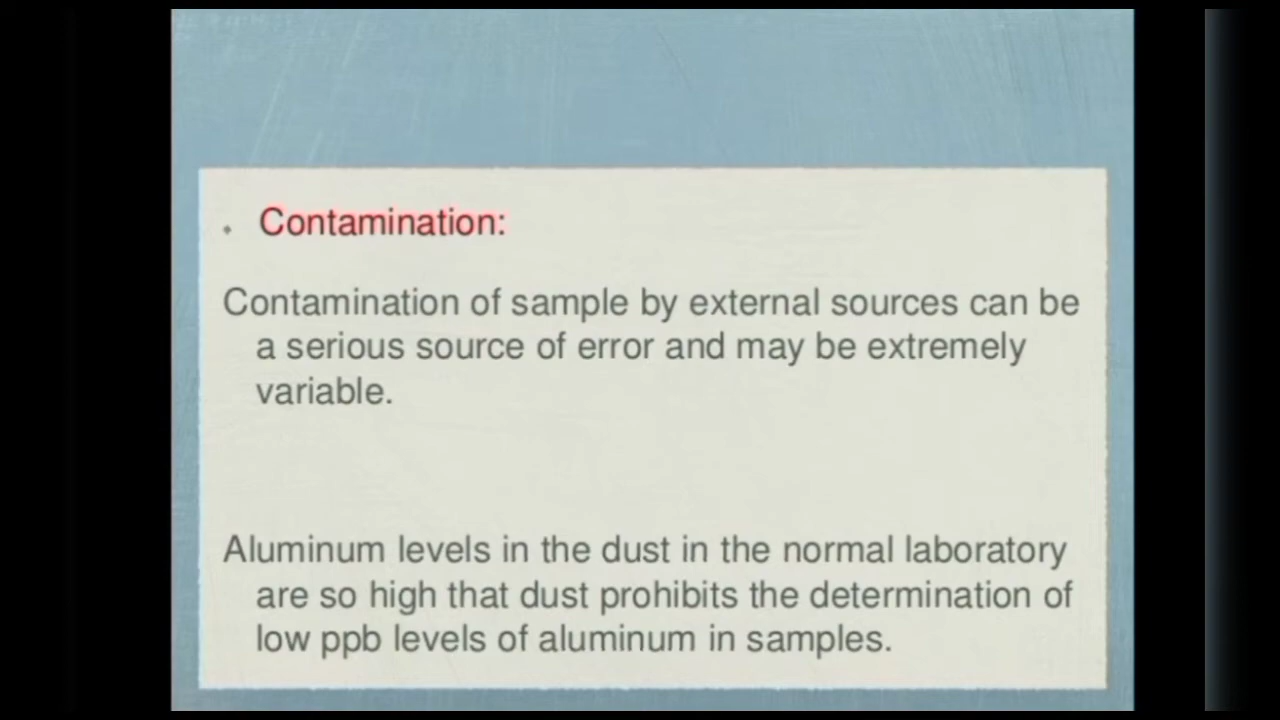 Contamination:
Contamination of sample by external sources can be
a serious source of error and may be extremely
variable.
Aluminum levels in the dust in the normal laboratory
are so high that dust prohibits the determination of
low ppb levels of aluminum in samples.